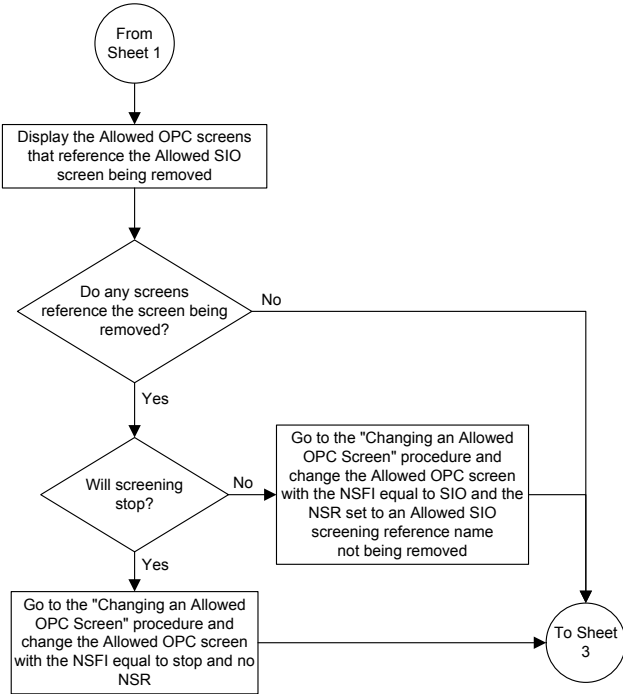 From
Sheet 1
Display the Allowed OPC screens
that reference the Allowed SIO
screen being removed
Do any screens
reference the screen being
removed?
No
Yes
Will screening
stop?
No
Go to the "Changing an Allowed
OPC Screen" procedure and
change the Allowed OPC screen
with the NSFI equal to SIO and the
NSR set to an Allowed SIO
screening reference name
not being removed
Yes
Go to the "Changing an Allowed
OPC Screen" procedure and
change the Allowed OPC screen
with the NSFI equal to stop and no
NSR
To Sheet
3